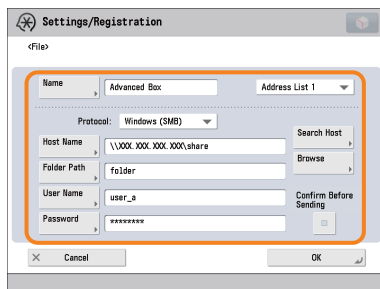 Settings/Registration
<File>
Name
Advanced Box
Address List 1
Protocol:
Windows (SMB)
Search Host
Host Name
\\XXX.XXX.XXX.XXX\share
Browse
Folder Path
folder
User Name
user_a
Confirm Before
Sending
Password
********
Cancel
OK